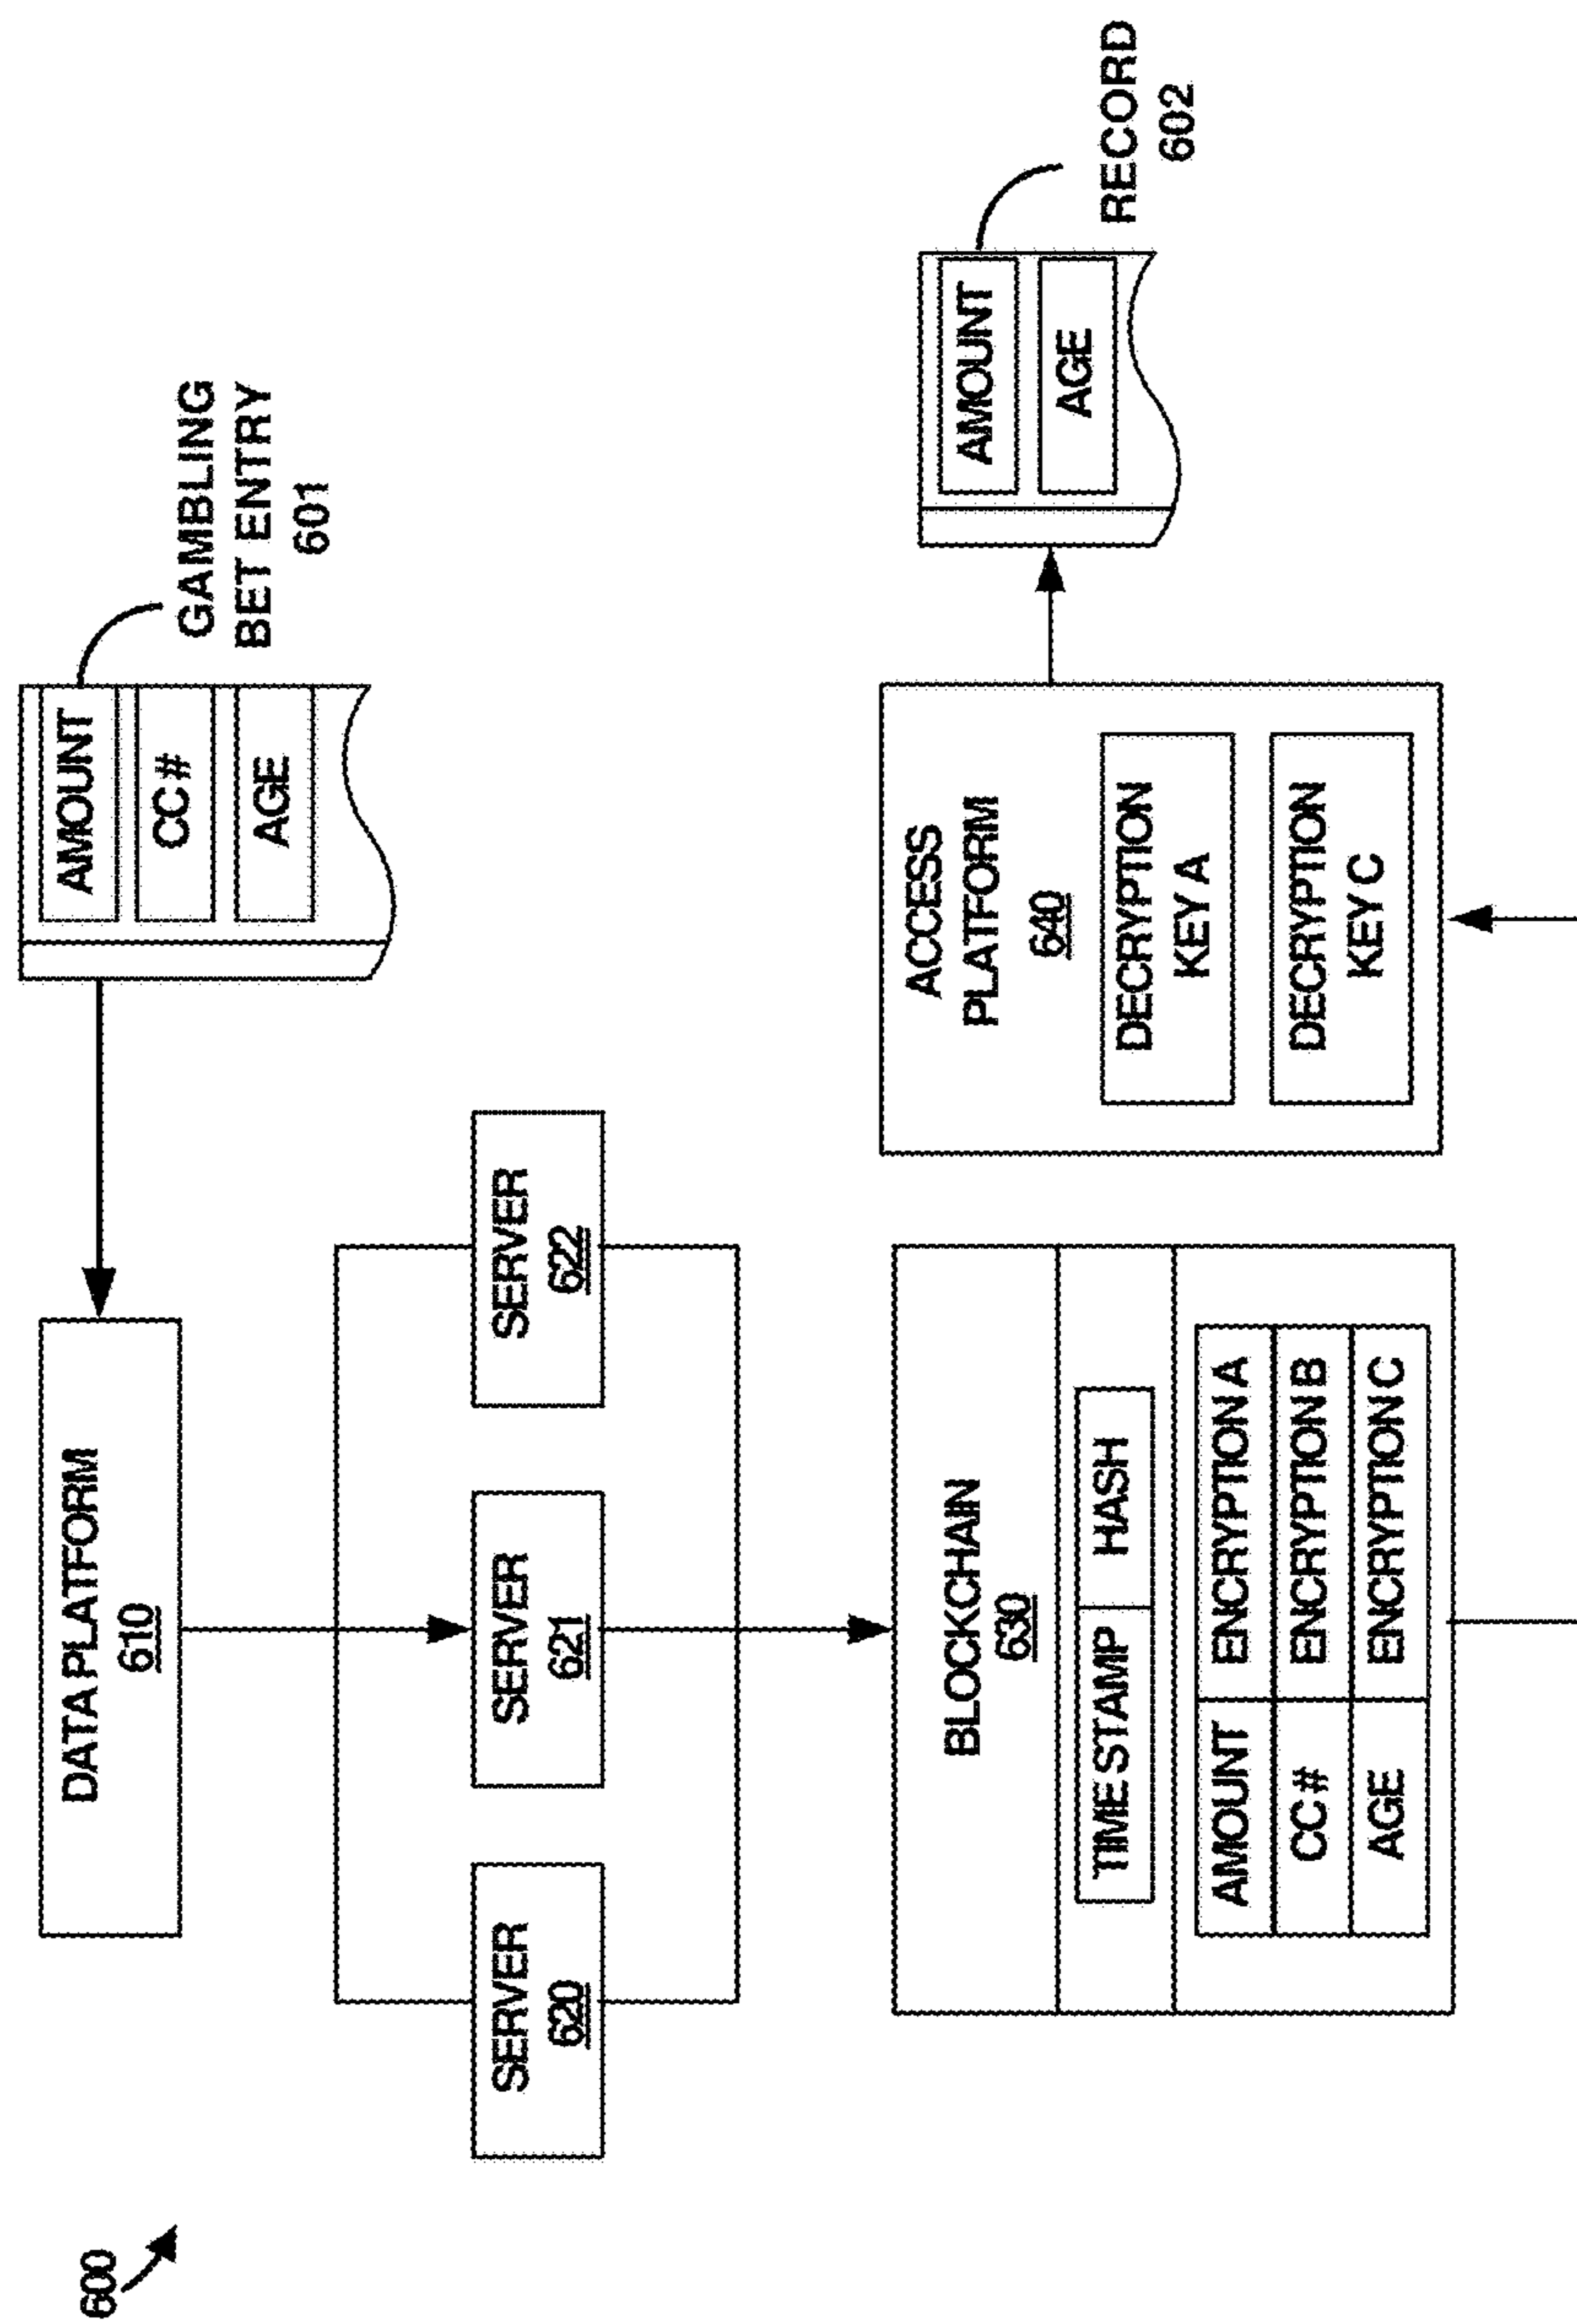 600
DATA PLATFORM
610
AMOUNT
CC #
AGE
GAMBLING
BET ENTRY
601
SERVER
620
SERVER
621
SERVER
622
BLOCKCHAIN
630
TIME STAMP HASH
AMOUNT ENCRYPTION A
CC # ENCRYPTION B
AGE ENCRYPTION C
ACCESS
PLATFORM
640
DECRYPTION
KEY A
DECRYPTION
KEY C
AMOUNT
AGE
RECORD
602